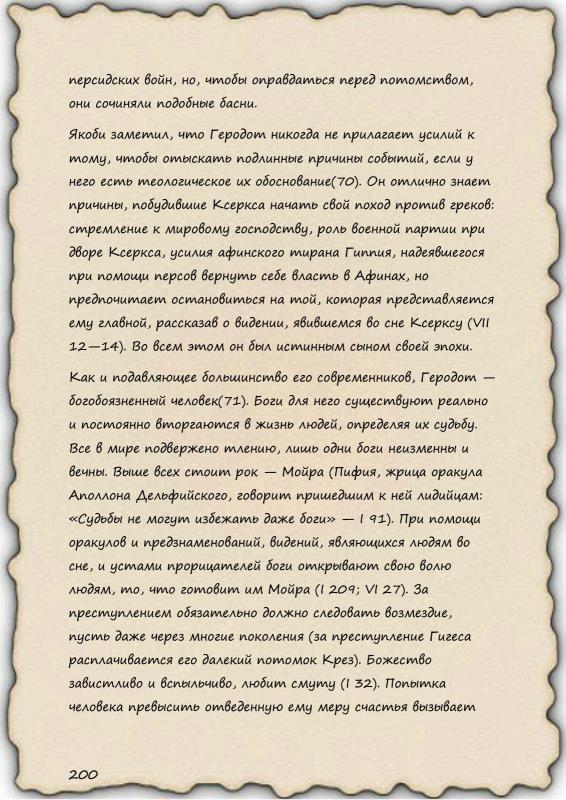 персидских войн, но, чтобы оправдаться перед потомством,
они сочиняли подобные басни.
Якоби заметил, что Геродот никогда не прилагает усилий к
тому, чтобы отыскать подлинные причины событий, если у
него есть теологическое их обоснование(70). Он отлично знает
причины, побудившие Ксеркса начать свой поход против греков:
стремление к мировому господству, роль военной партии при
дворе Ксеркса, усилия афинского тирана Гиппия, надеявшегося
при помощи персов вернуть себе власть в Афинах, но
предпочитает остановиться на той, которая представляется
ему главной, рассказав о видении, явившемся во сне Ксерксу (VII
12—14). Во всем этом он был истинным сыном своей эпохи.
Как и подавляющее большинство его современников, Геродот —
богобоязненный человек(71). Боги для него существуют реально
и постоянно вторгаются в жизнь людей, определяя их судьбу.
Все в мире подвержено тлению, лишь одни боги неизменны и
вечны. Выше всех стоит рок — Мойра (Пифия, жрица оракула
Аполлона Дельфийского, говорит пришедшим к ней лидийцам:
«Судьбы не могут избежать даже боги» — I 91). При помощи
оракулов и предзнаменований, видений, являющихся людям во
сне, и устами прорицателей боги открывают свою волю
людям, то, что готовит им Мойра (I 209; VI 27). За
преступлением обязательно должно следовать возмездие,
пусть даже через многие поколения (за преступление Гигеса
расплачивается его далекий потомок Крез). Божество
завистливо и вспыльчиво, любит смуту (I 32). Попытка
человека превысить отведенную ему меру счастья вызывает
200